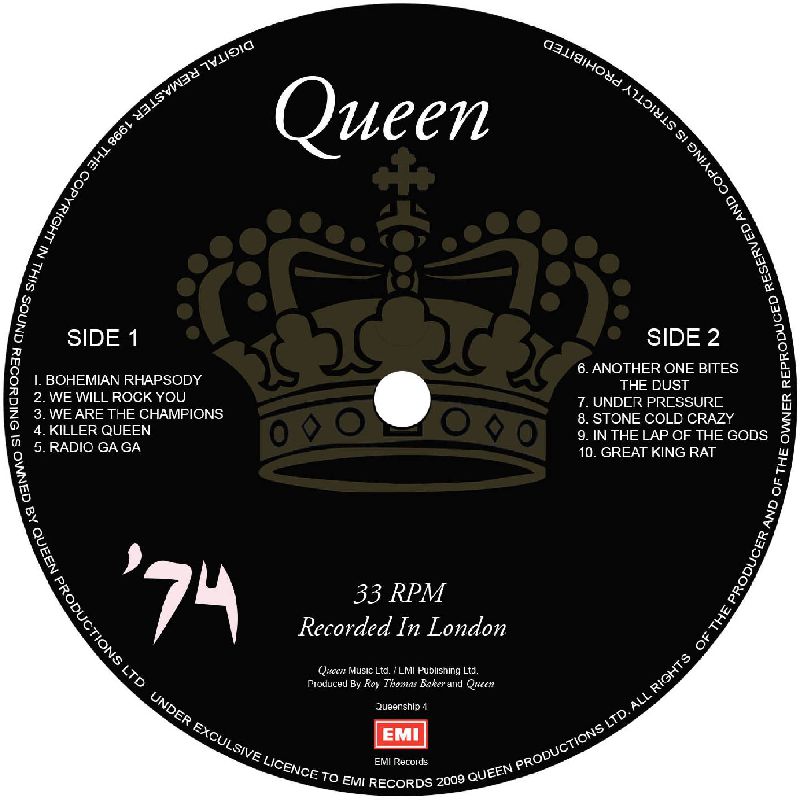 Queen
SIDE 1
I. BOHEMIAN RHAPSODY
2. WE WILL ROCK YOU
3. WE ARE THE CHAMPIONS
4. KILLER QUEEN
5. RADIO GA GA
SIDE 2
6. ANOTHER ONE BITES
THE DUST
7. UNDER PRESSURE
8. STONE COLD CRAZY
9. IN THE LAP OF THE GODS
10. GREAT KING RAT
'74
33 RPM
Recorded In London
Queen Music Ltd. / EMI Publishing Ltd.
Produced By Roy Thomas Baker and Queen
Queenship 4
EMI
EMI Records
DIGITAL REMASTER 1998 THE COPYRIGHT IN THIS SOUND RECORDING IS OWNED BY QUEEN PRODUCTIONS LTD. UNDER EXCULSIVE LICENCE TO EMI RECORDS 2009 QUEEN PRODUCTIONS LTD. ALL RIGHTS OF THE PRODUCER AND OF THE OWNER REPRODUCED RESERVED AND COPYING IS STRICTLY PROHIBITED